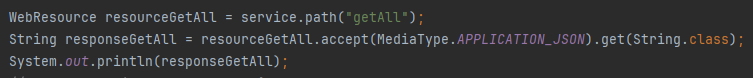 WebResource resourceGetAll = service.path("getAll");
String responseGetAll = resourceGetAll.accept(MediaType.APPLICATION_JSON).get(String.class);
System.out.println(responseGetAll);